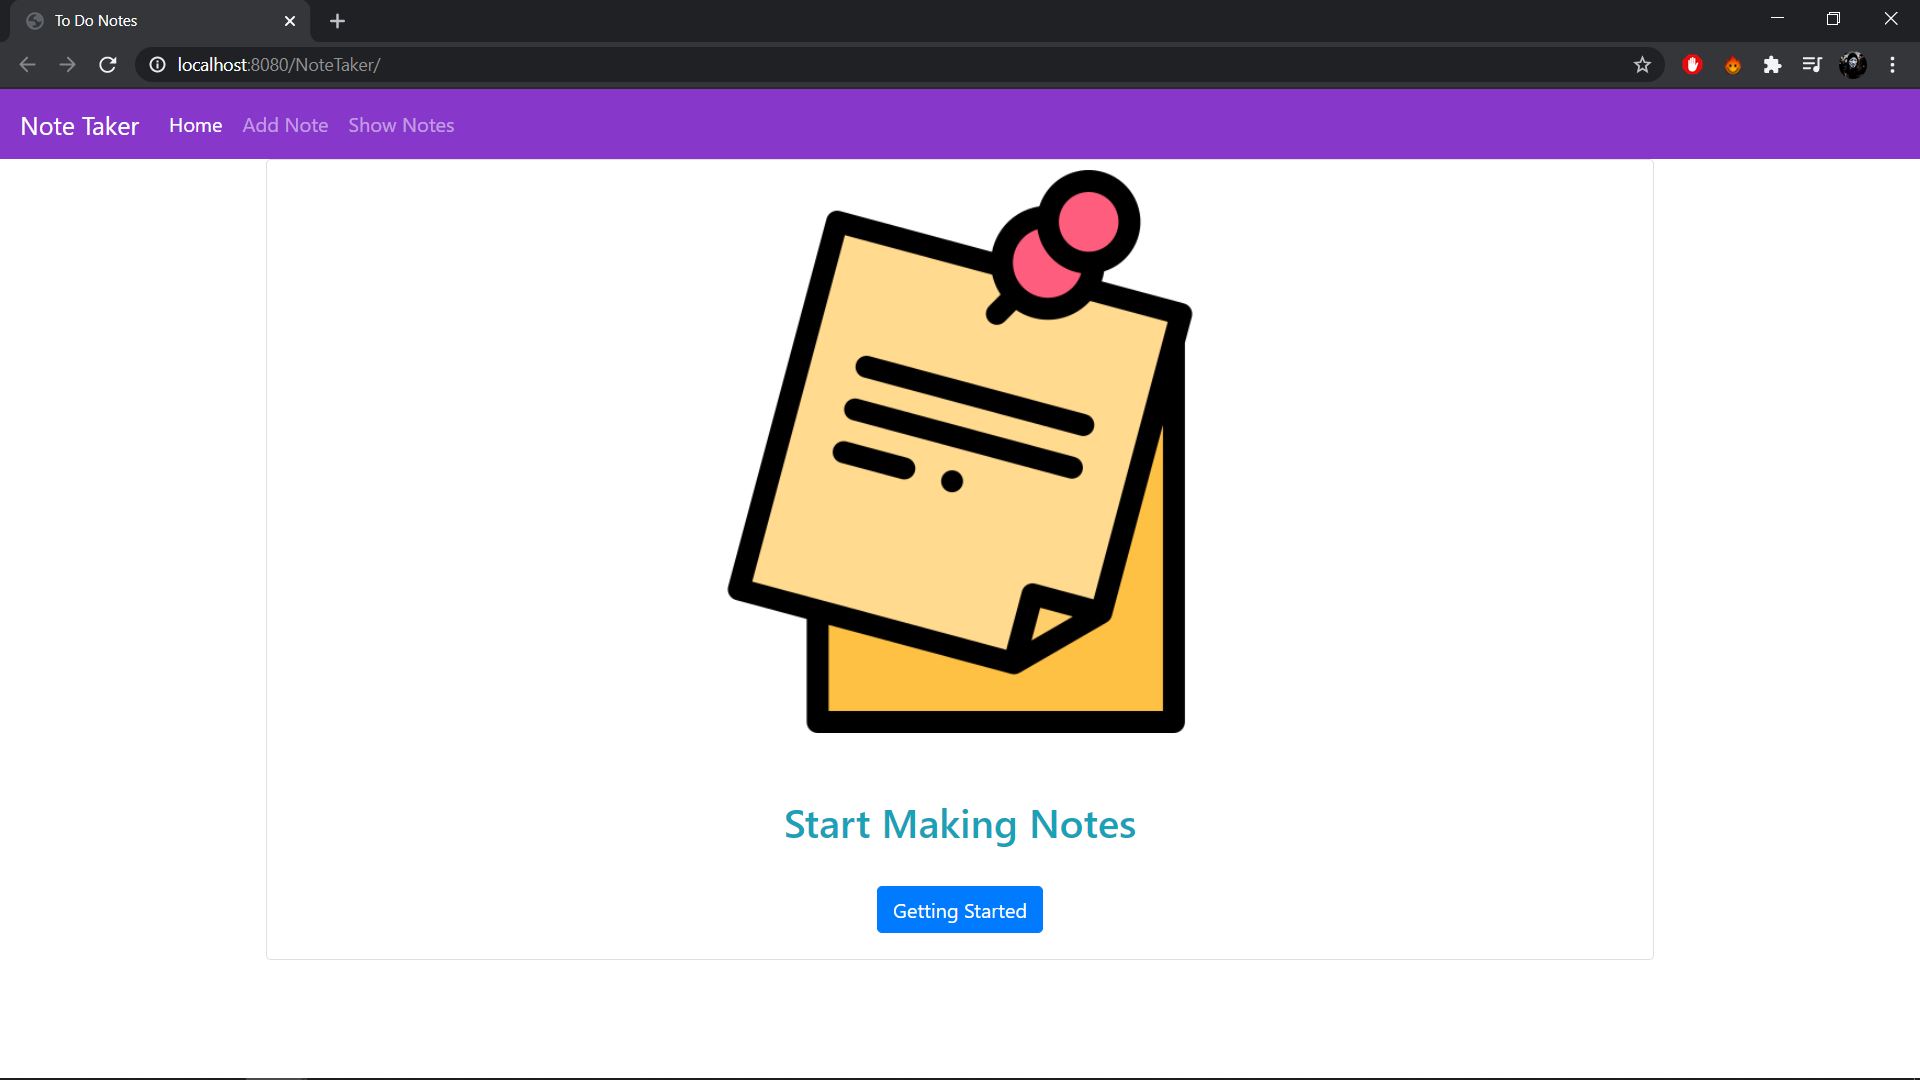 To Do Notes
localhost:8080/NoteTaker/
Note Taker Home Add Note Show Notes
Start Making Notes
Getting Started